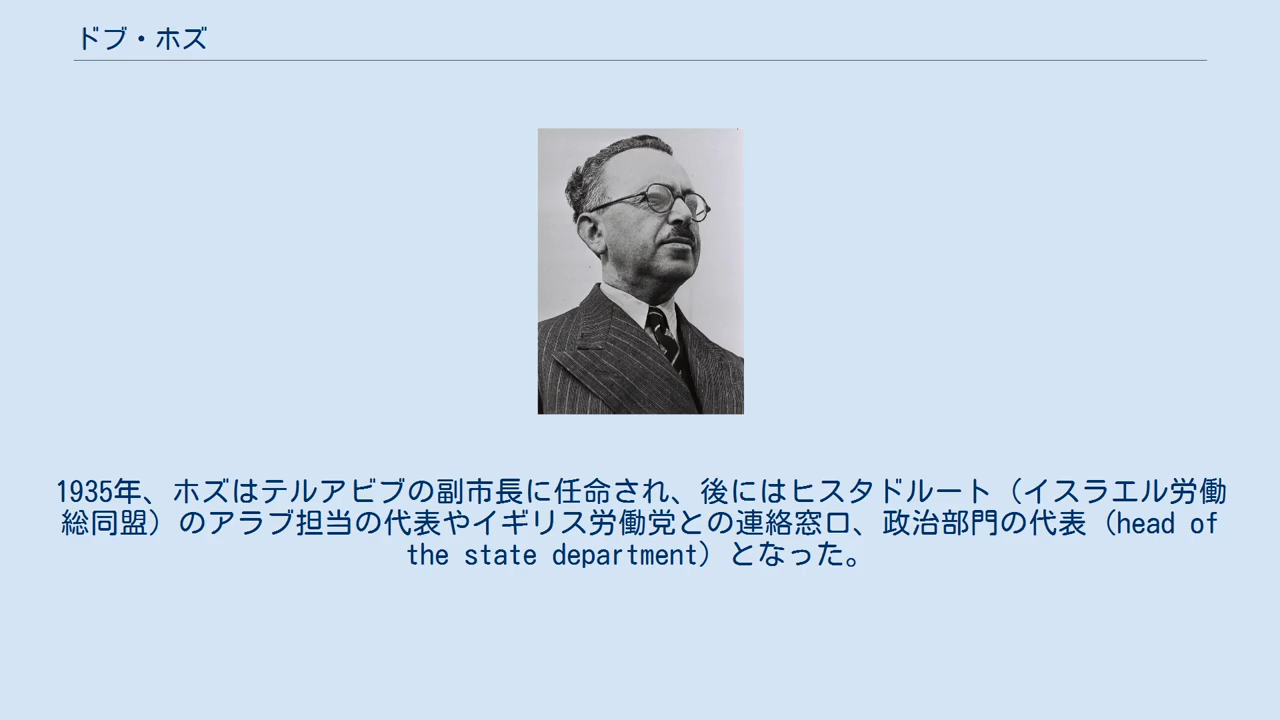 ドブ・ホズ
1935年、ホズはテルアビブの副市長に任命され、後にはヒスタドルート（イスラエル労働
総同盟）のアラブ担当の代表やイギリス労働党との連絡窓口、政治部門の代表（head of
the state department）となった。